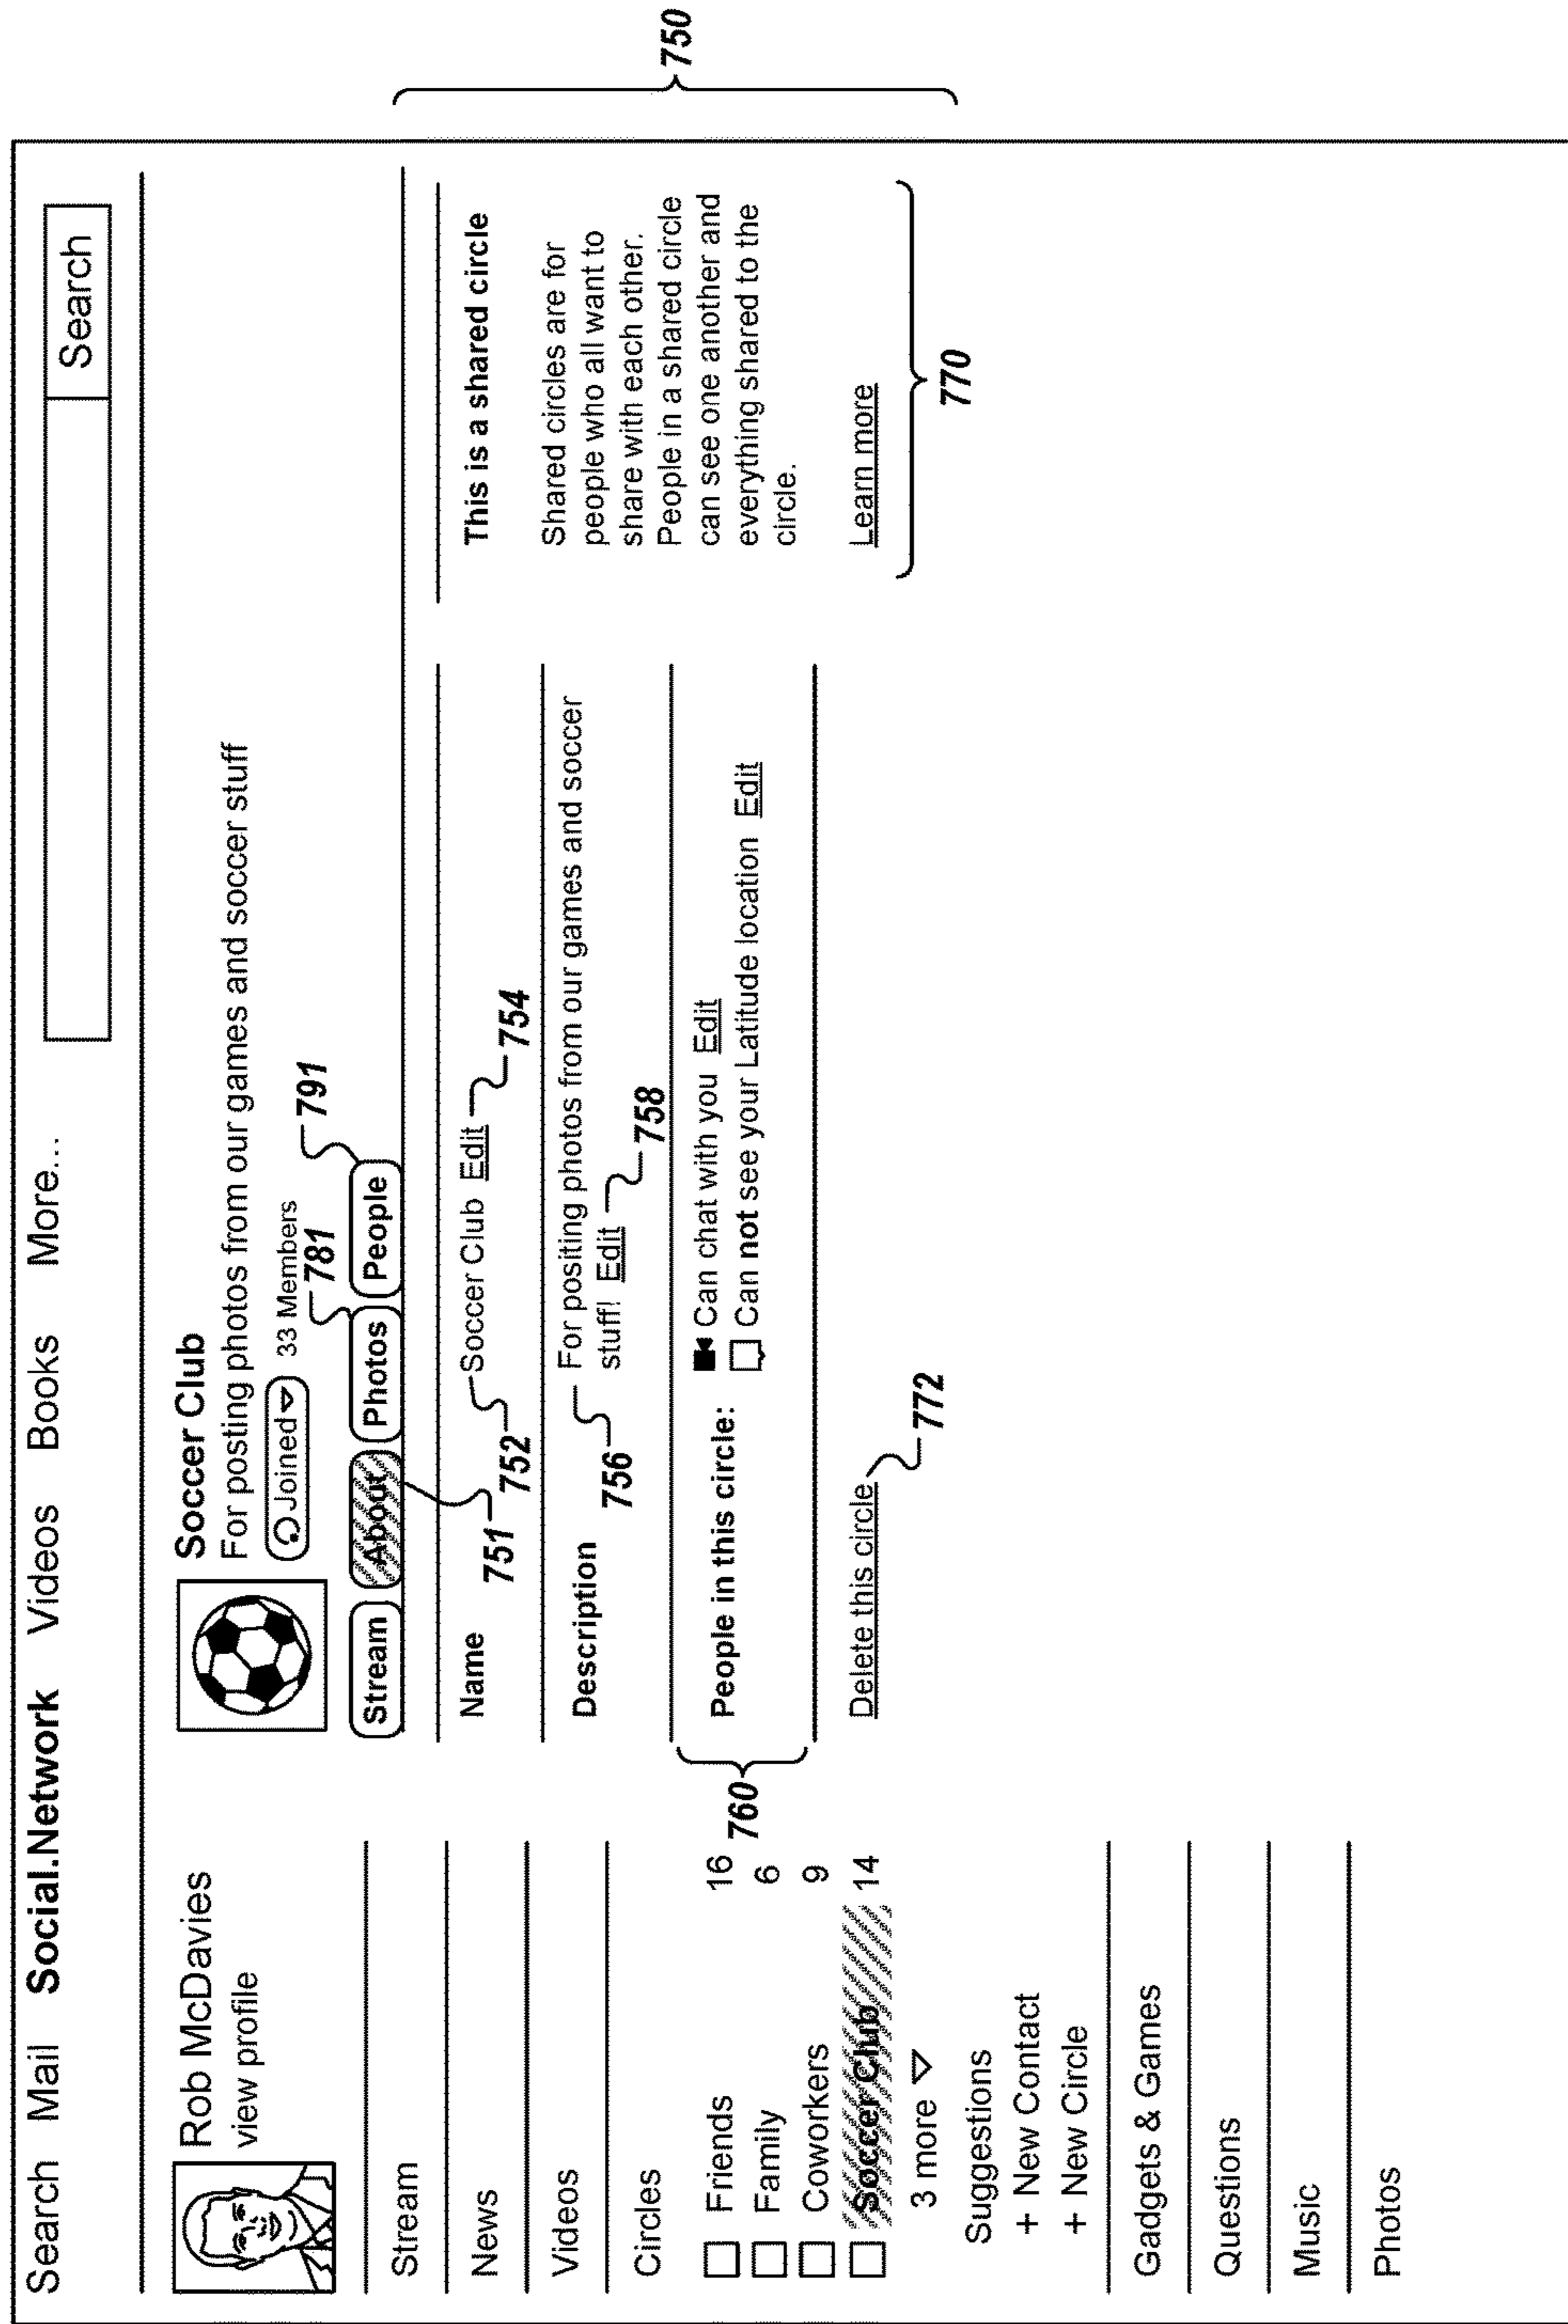 Search Mail Social.Network Videos Books More...
Search
Rob McDavies
view profile
Stream
News
Videos
Circles
Friends 16
Family 6
Coworkers 9
Soccer Club 14
3 more
Suggestions
+ New Contact
+ New Circle
Gadgets & Games
Questions
Music
Photos
Soccer Club
For posting photos from our games and soccer stuff
Joined 33 Members
781
791
Stream About Photos People
751
Name Soccer Club Edit
752
754
Description For positing photos from our games and soccer
stuff! Edit
756
758
760
People in this circle: Can chat with you Edit
Can not see your Latitude location Edit
Delete this circle
772
This is a shared circle
Shared circles are for
people who all want to
share with each other.
People in a shared circle
can see one another and
everything shared to the
circle.
Learn more
770
750